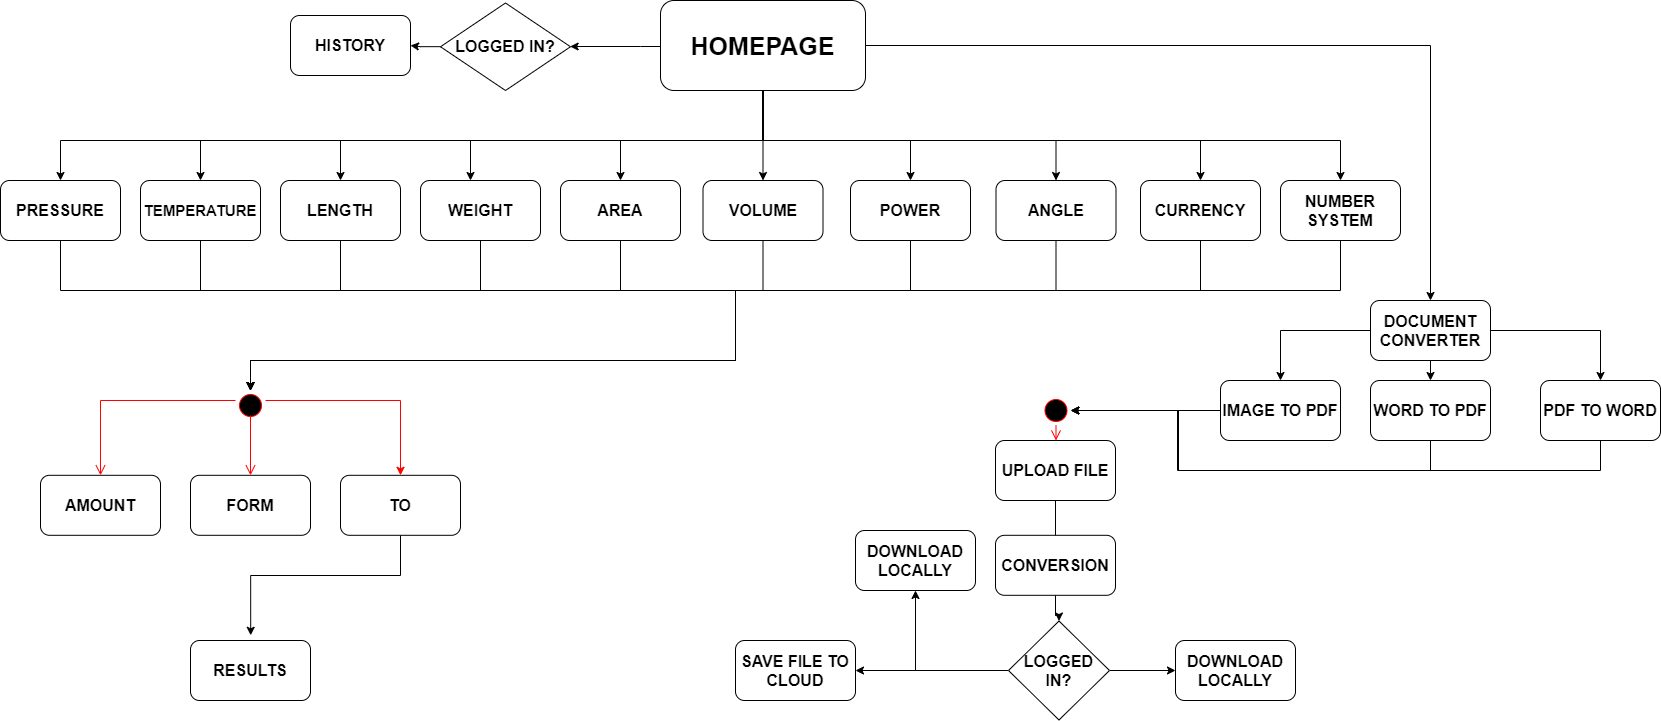 HISTORY
LOGGED IN?
HOMEPAGE
PRESSURE
TEMPERATURE
LENGTH
WEIGHT
AREA
VOLUME
POWER
ANGLE
CURRENCY
NUMBER
SYSTEM
DOCUMENT
CONVERTER
IMAGE TO PDF
WORD TO PDF
PDF TO WORD
UPLOAD FILE
AMOUNT
FORM
TO
DOWNLOAD
LOCALLY
CONVERSION
RESULTS
SAVE FILE TO
CLOUD
LOGGED
IN?
DOWNLOAD
LOCALLY